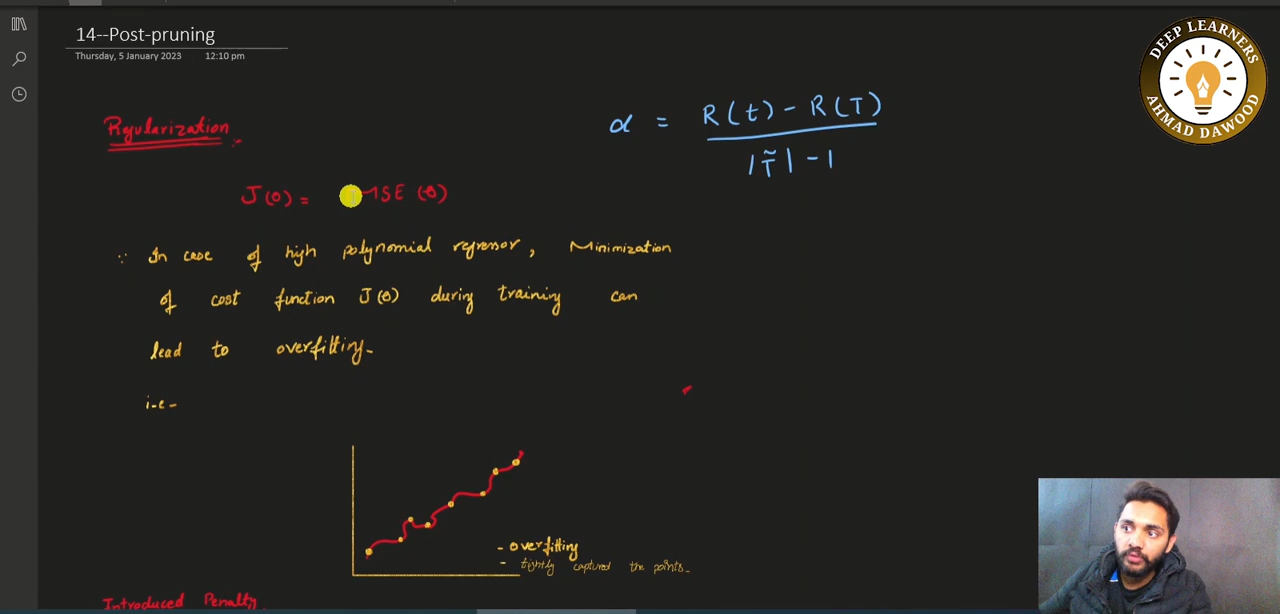 14--Post-pruning
Thursday, 5 January 2023 12:10 pm
DEEP LEARNERS
AHMAD DAWOOD
Regularization :-
α = R(t) - R(T) / |T̃| - 1
J(θ) = MSE (θ)
∵ In case of high polynomial regressor, Minimization
of cost function J(θ) during training can
lead to overfitting-
i-e-
- overfitting
- tightly captured the points-
Introduced Penalty